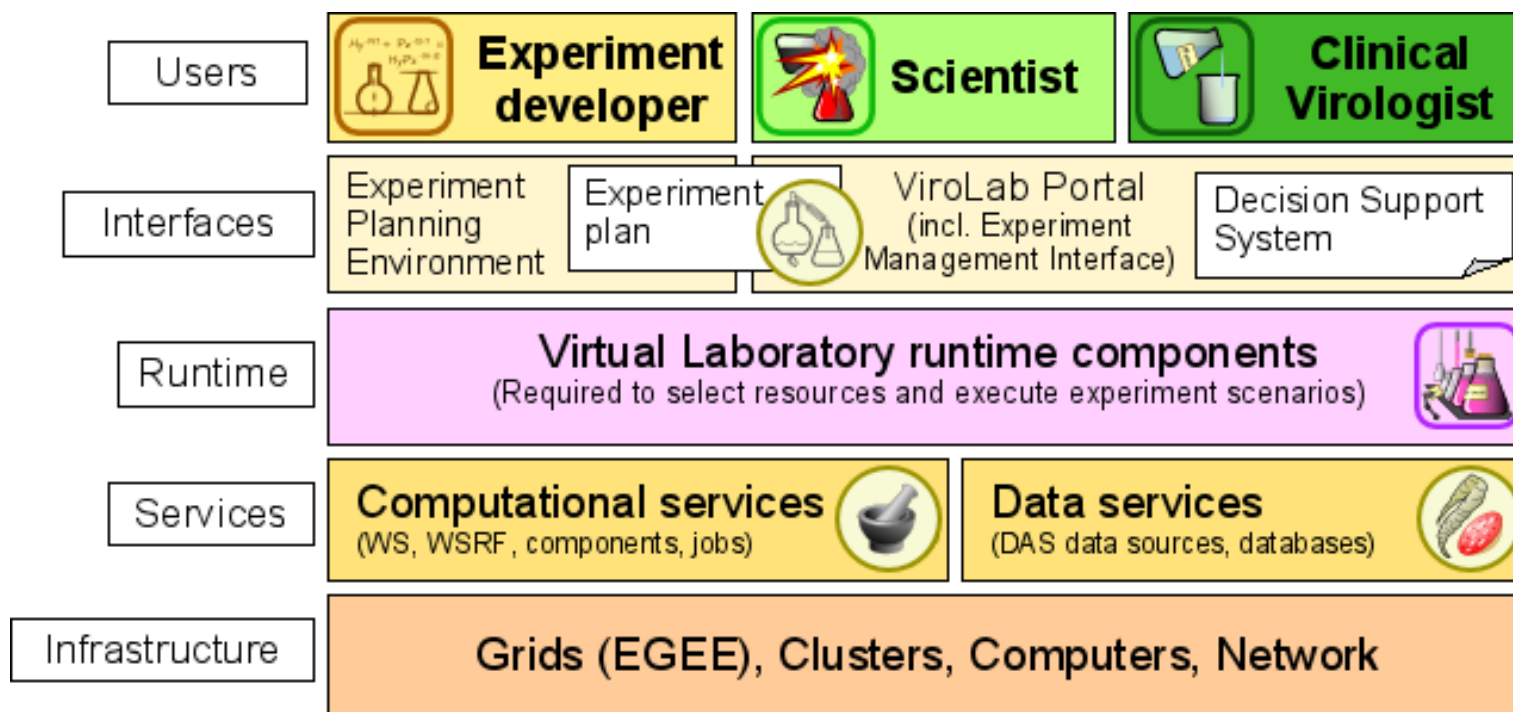 Users
Experiment
developer
Scientist
Clinical
Virologist
Interfaces
Experiment
Planning
Environment
Experiment
plan
ViroLab Portal
(incl. Experiment
Management Interface)
Decision Support
System
Runtime
Virtual Laboratory runtime components
(Required to select resources and execute experiment scenarios)
Services
Computational services
(WS, WSRF, components, jobs)
Data services
(DAS data sources, databases)
Infrastructure
Grids (EGEE), Clusters, Computers, Network